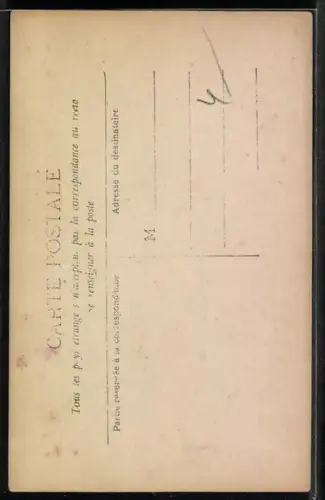 CARTE POSTALE
Tous les pays étrangers n'acceptent pas la correspondance au recto
se renseigner à la poste
Partie réservée à la correspondance
Adresse du destinataire
M
4